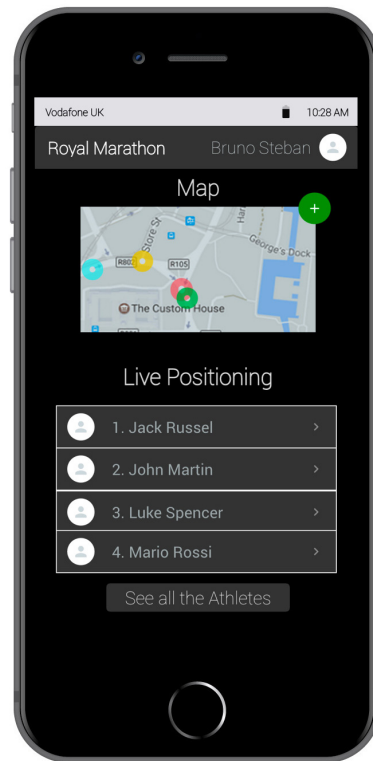 Vodafone UK 10:28 AM
Royal Marathon Bruno Steban
Map
+
Store St
George's Dock
R802 R105
The Custom House
Live Positioning
1. Jack Russel
2. John Martin
3. Luke Spencer
4. Mario Rossi
See all the Athletes